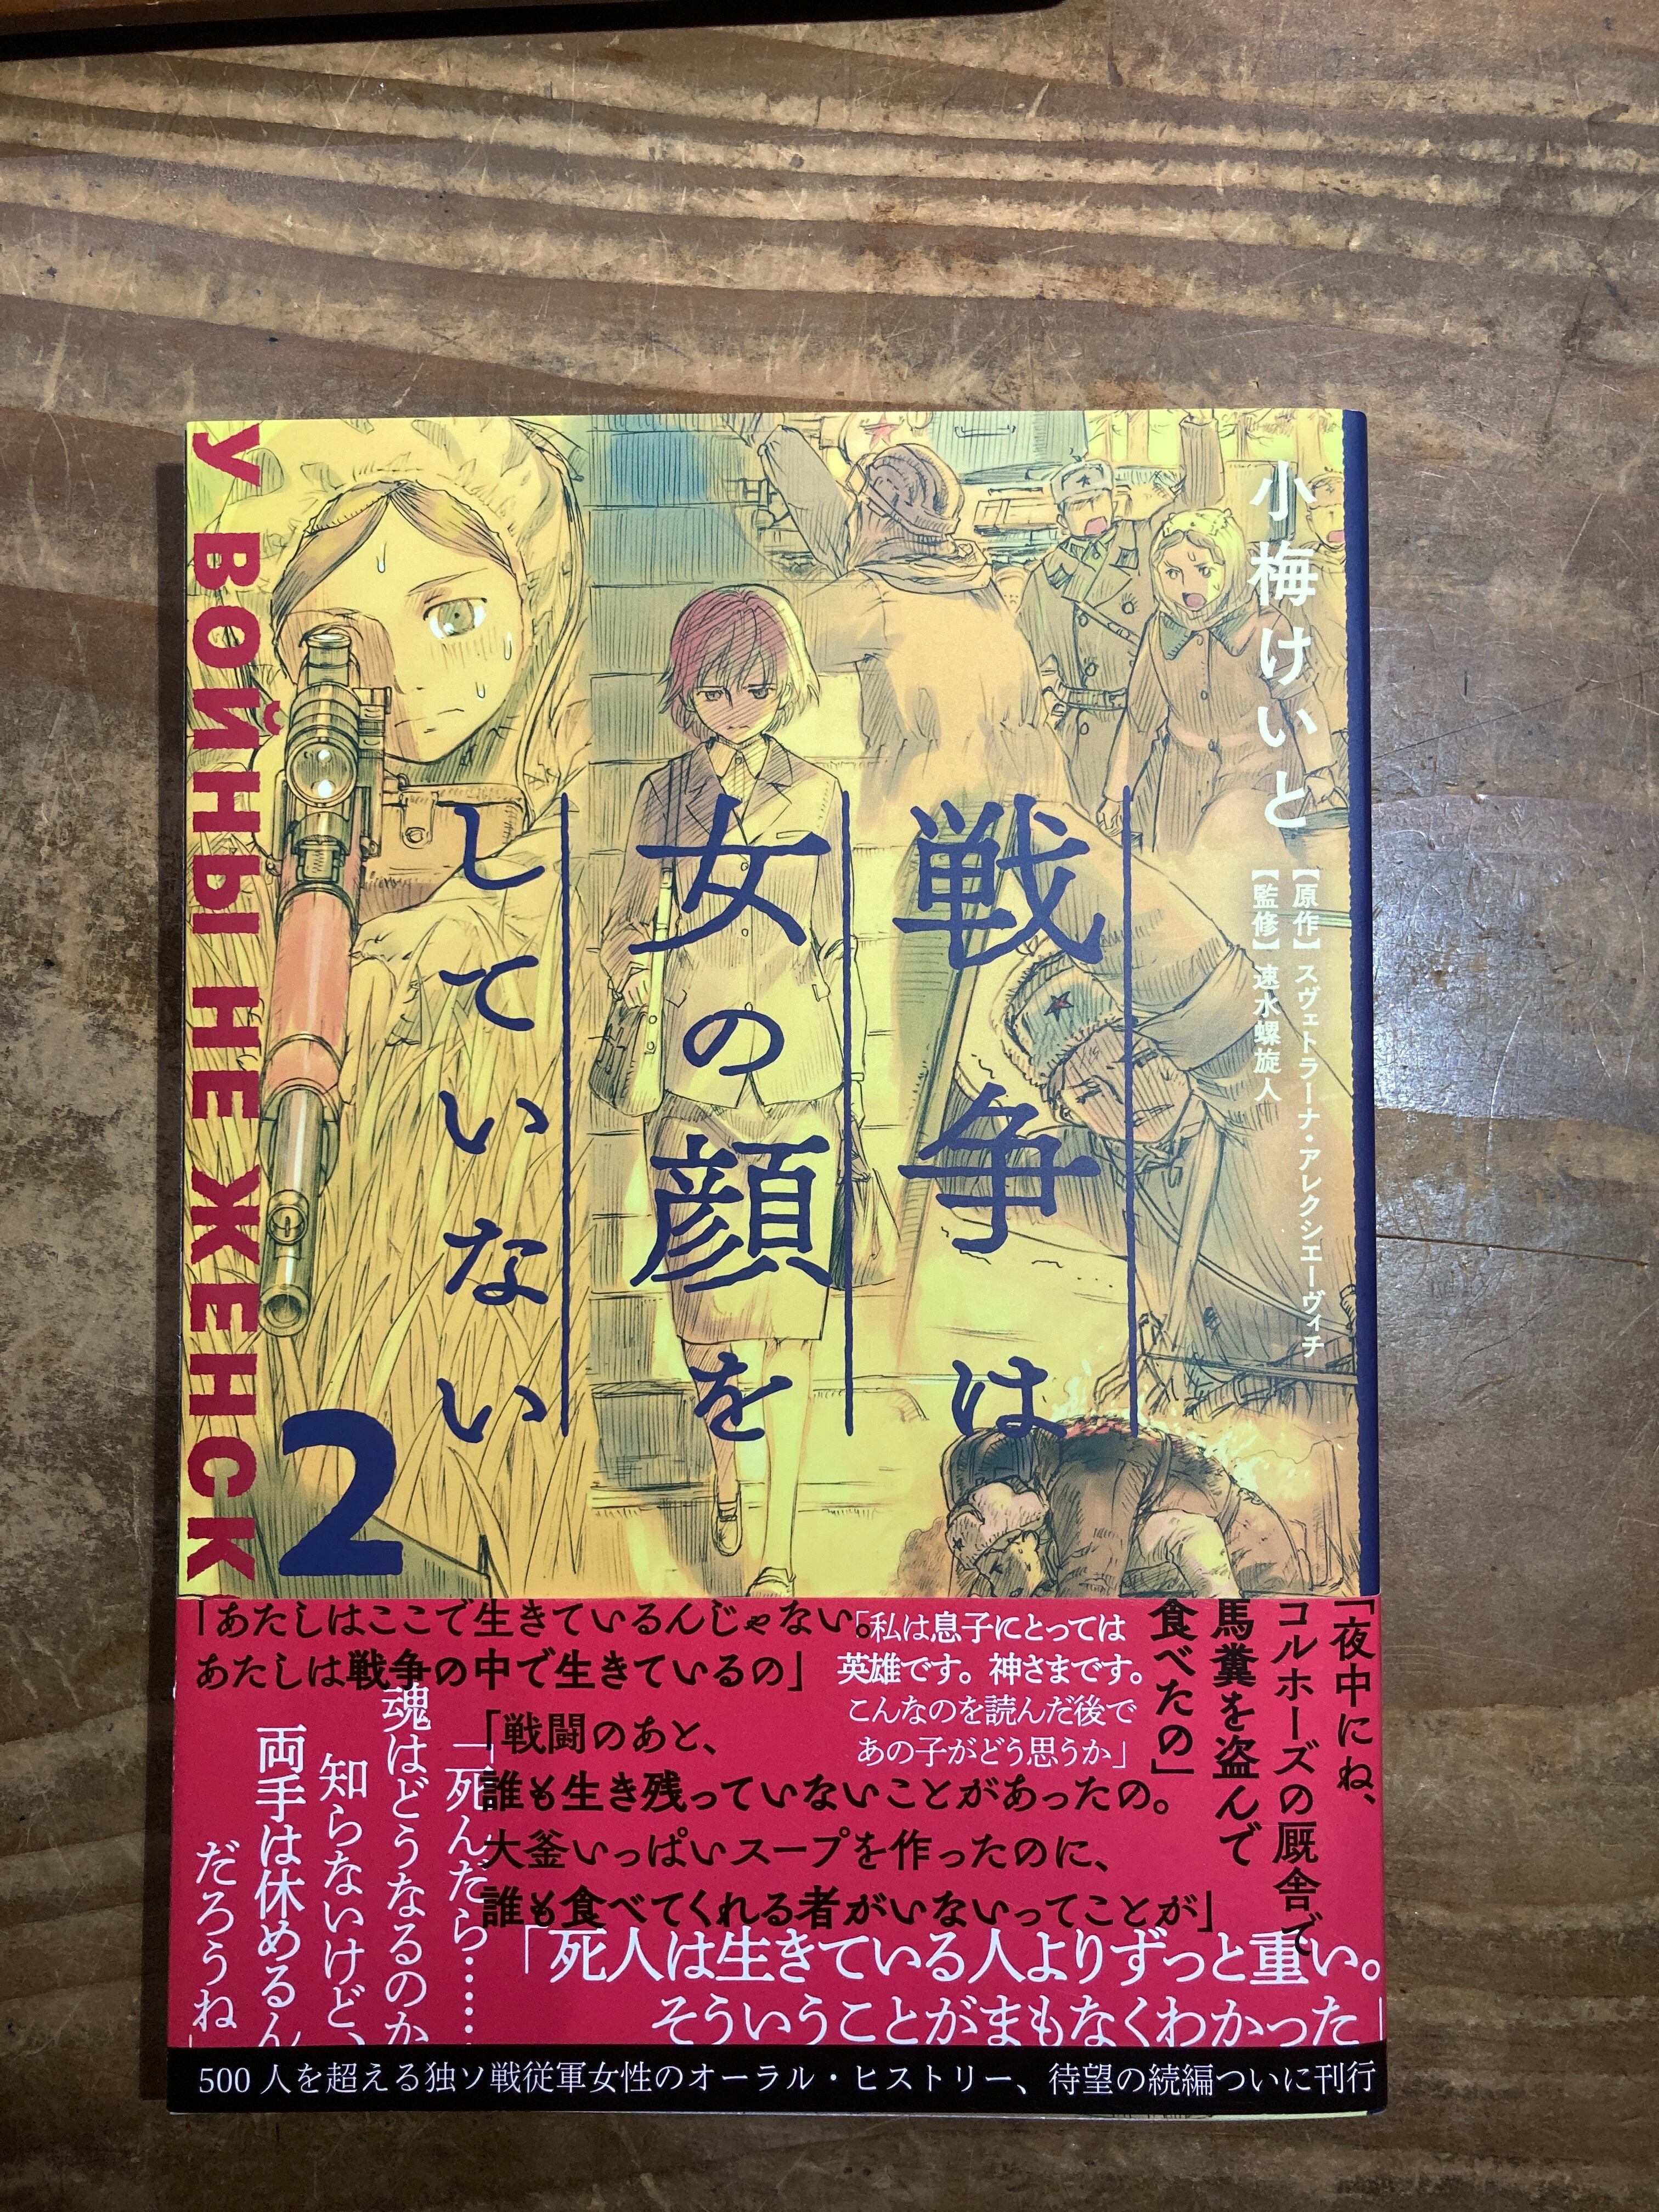 小梅けいと
【原作】スヴェトラーナ・アレクシエーヴィチ
【監修】速水螺旋人
戦争は
女の顔を
していない
2
У ВОЙНЫ НЕ ЖЕНСК
「夜中にね、
コルホーズの厩舎で
馬糞を盗んで
食べたの」
「私は息子にとっては
英雄です。神さまです。
こんなのを読んだ後で
あの子がどう思うか」
「あたしはここで生きているんじゃない。
あたしは戦争の中で生きているの」
「戦闘のあと、
誰も生き残っていないことがあったの。
大釜いっぱいスープを作ったのに、
誰も食べてくれる者がいないってことが」
「死んだら……
魂はどうなるのか
知らないけど、
両手は休めるん
だろうね」
「死人は生きている人よりずっと重い。
そういうことがまもなくわかった」
500人を超える独ソ戦従軍女性のオーラル・ヒストリー、待望の続編ついに刊行